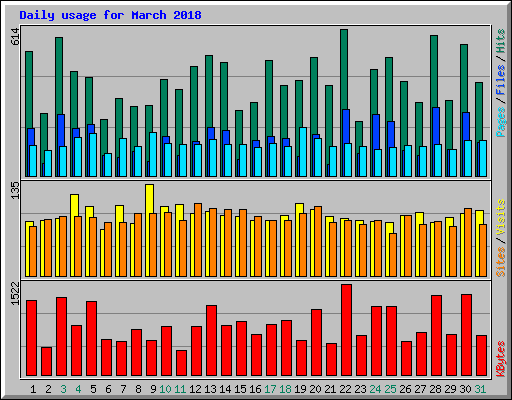 Daily usage for March 2018
614
Pages / Files / Hits
135
Sites / Visits
1522
KBytes
1 2 3 4 5 6 7 8 9 10 11 12 13 14 15 16 17 18 19 20 21 22 23 24 25 26 27 28 29 30 31